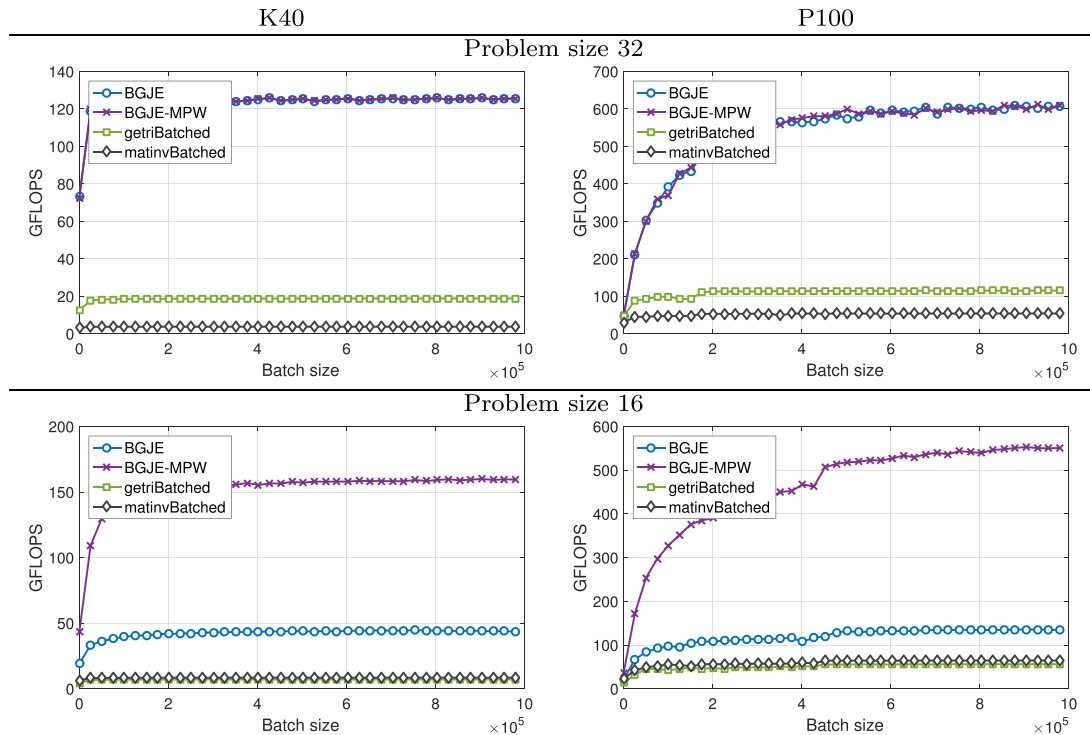 K40
P100
Problem size 32
140
120
100
80
60
40
20
0
GFLOPS
BGJE
BGJE-MPW
getriBatched
matinvBatched
0 2 4 6 8 10
Batch size
×10^5
700
600
500
400
300
200
100
0
GFLOPS
BGJE
BGJE-MPW
getriBatched
matinvBatched
0 2 4 6 8 10
Batch size
×10^5
Problem size 16
200
150
100
50
0
GFLOPS
BGJE
BGJE-MPW
getriBatched
matinvBatched
0 2 4 6 8 10
Batch size
×10^5
600
500
400
300
200
100
0
GFLOPS
BGJE
BGJE-MPW
getriBatched
matinvBatched
0 2 4 6 8 10
Batch size
×10^5